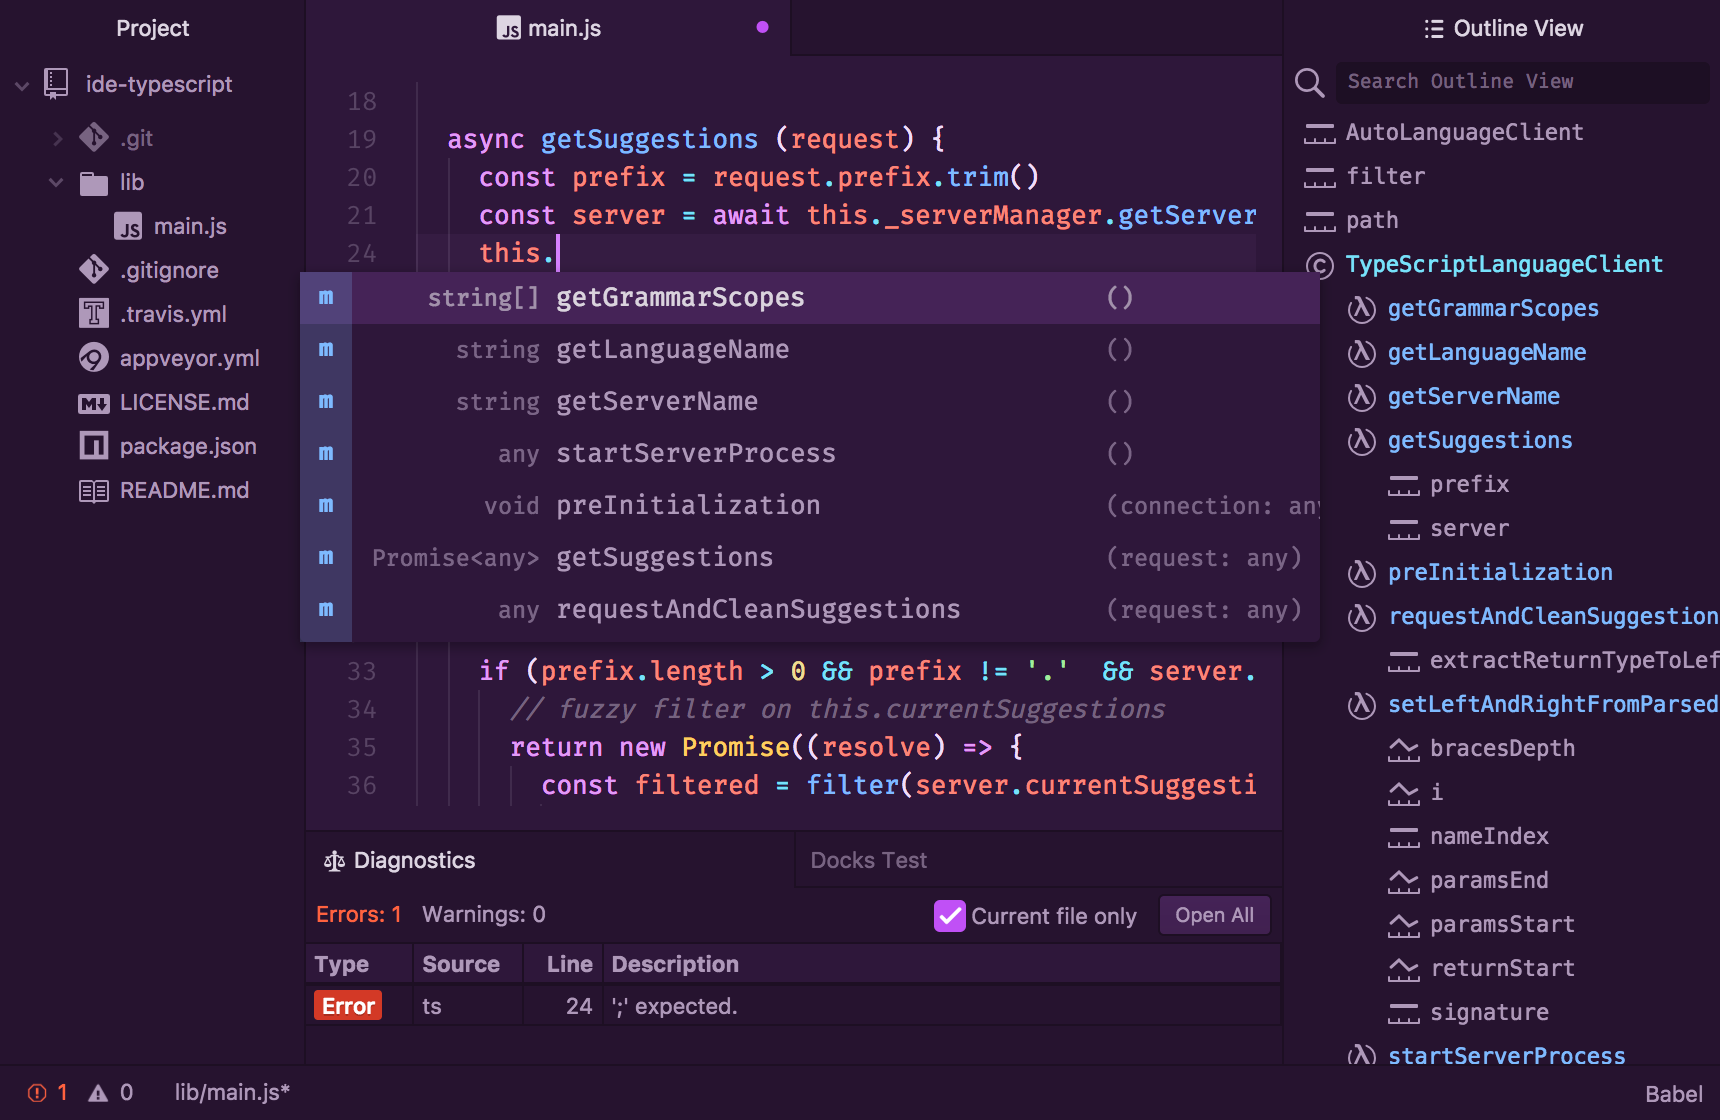 Project
ide-typescript
.git
lib
JS main.js
.gitignore
.travis.yml
appveyor.yml
LICENSE.md
package.json
README.md
JS main.js
18
19 async getSuggestions (request) {
20 const prefix = request.prefix.trim()
21 const server = await this._serverManager.getServer
24 this.
m string[] getGrammarScopes ()
m string getLanguageName ()
m string getServerName ()
m any startServerProcess ()
m void preInitialization (connection: any
m Promise<any> getSuggestions (request: any)
m any requestAndCleanSuggestions (request: any)
33 if (prefix.length > 0 && prefix != '.' && server.
34 // fuzzy filter on this.currentSuggestions
35 return new Promise((resolve) => {
36 const filtered = filter(server.currentSuggesti
Diagnostics
Docks Test
Errors: 1 Warnings: 0
Current file only
Open All
Type Source Line Description
Error ts 24 ';' expected.
Outline View
Search Outline View
AutoLanguageClient
filter
path
C TypeScriptLanguageClient
λ getGrammarScopes
λ getLanguageName
λ getServerName
λ getSuggestions
prefix
server
λ preInitialization
λ requestAndCleanSuggestion
extractReturnTypeToLef
λ setLeftAndRightFromParsed
bracesDepth
i
nameIndex
paramsEnd
paramsStart
returnStart
signature
λ startServerProcess
1 0 lib/main.js*
Babel